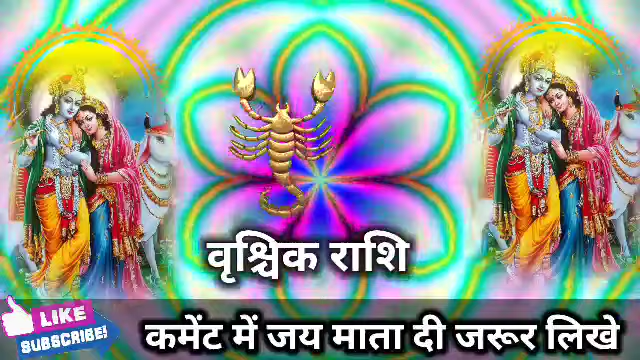 वृश्चिक राशि
LIKE
SUBSCRIBE!
कमेंट में जय माता दी जरूर लिखे